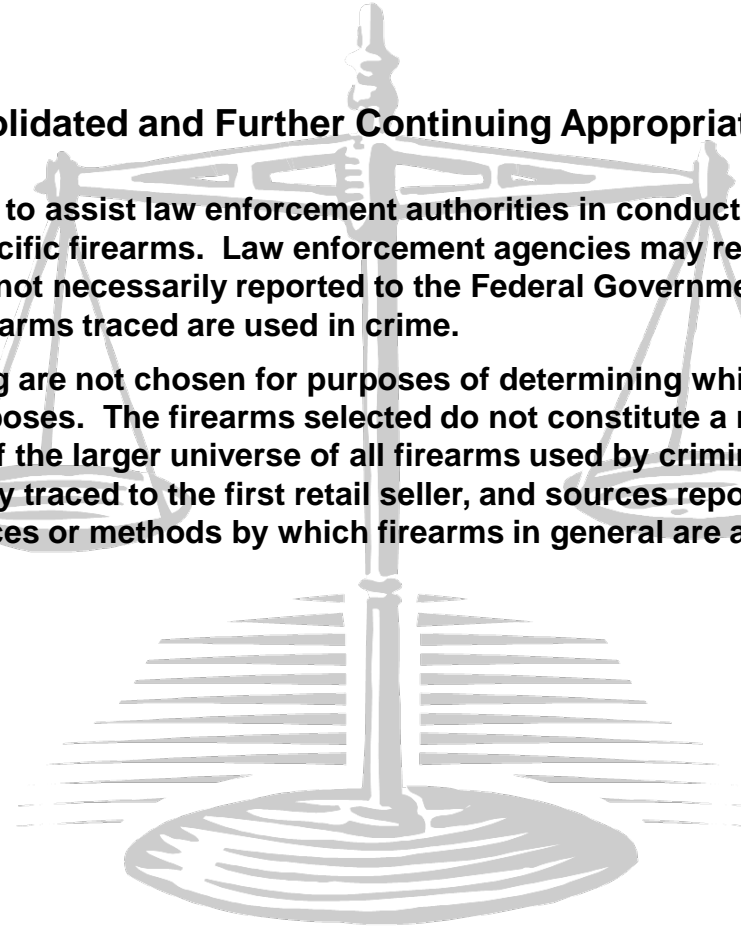 olidated and Further Continuing Appropriat
to assist law enforcement authorities in conduct
cific firearms.  Law enforcement agencies may re
not necessarily reported to the Federal Governme
arms traced are used in crime.
g are not chosen for purposes of determining whi
poses.  The firearms selected do not constitute a
f the larger universe of all firearms used by crimin
y traced to the first retail seller, and sources repo
ces or methods by which firearms in general are a